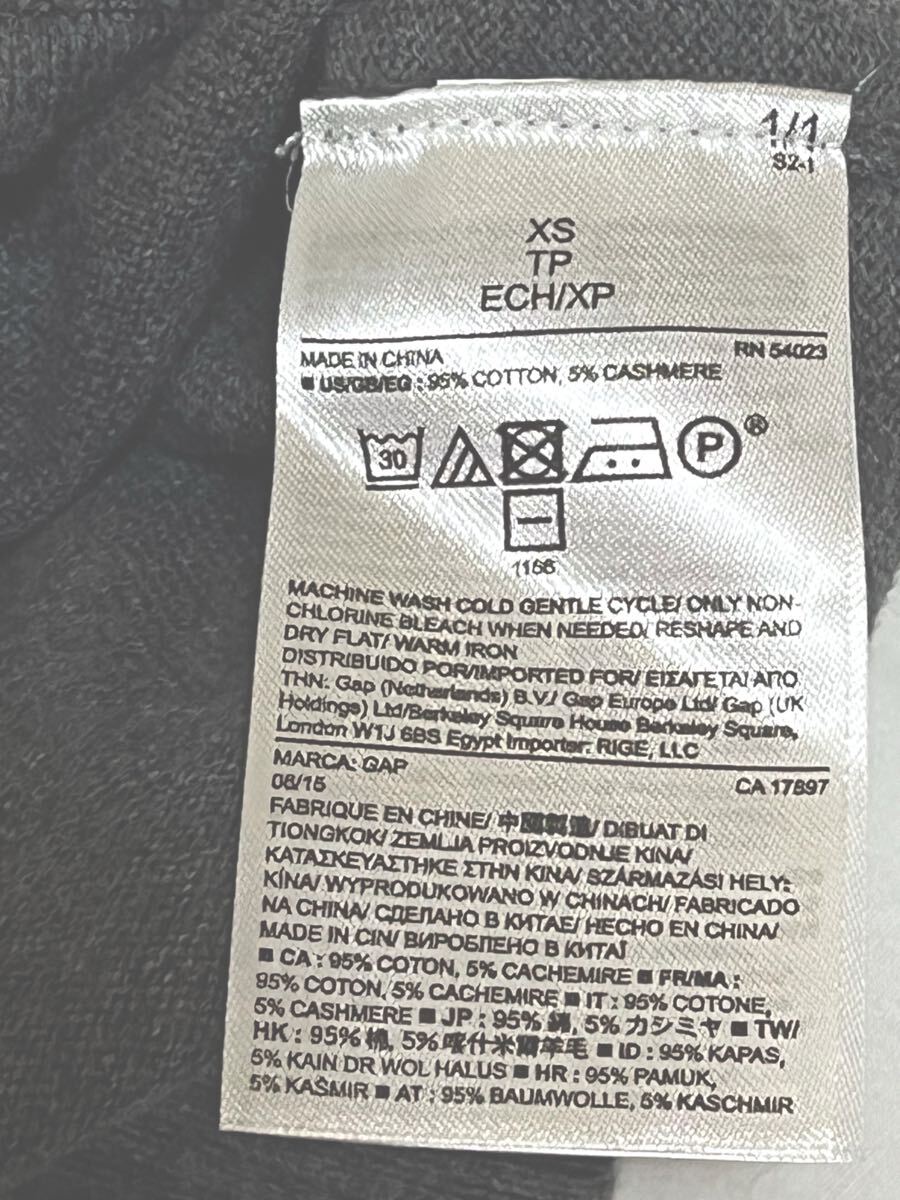 1/1
S2-1
XS
TP
ECH/XP
MADE IN CHINA
RN 54023
■ US/GB/EG : 95% COTTON, 5% CASHMERE
30
P®
1156
MACHINE WASH COLD GENTLE CYCLE/ ONLY NON-
CHLORINE BLEACH WHEN NEEDED/ RESHAPE AND
DRY FLAT/ WARM IRON
DISTRIBUIDO POR/IMPORTED FOR/ ΕΙΣΑΓΕΤΑΙ ΑΠΟ
THN: Gap (Netherlands) B.V./ Gap Europe Ltd/ Gap (UK
Holdings) Ltd/Berkeley Square House Berkeley Square,
London W1J 6BS Egypt Importer: RIGE, LLC
MARCA: GAP
CA 17897
08/15
FABRIQUE EN CHINE/ 中國製造/ DIBUAT DI
TIONGKOK/ ZEMLJA PROIZVODNJE KINA/
ΚΑΤΑΣΚΕΥΑΣΤΗΚΕ ΣΤΗΝ ΚΙΝΑ/ SZÁRMAZÁSI HELY:
KÍNA/ WYPRODUKOWANO W CHINACH/ FABRICADO
NA CHINA/ СДЕЛАНО В КИТАЕ/ HECHO EN CHINA/
MADE IN CIN/ ВИРОБЛЕНО В КИТАЇ
■ CA : 95% COTON, 5% CACHEMIRE ■ FR/MA :
95% COTON, 5% CACHEMIRE ■ IT : 95% COTONE,
5% CASHMERE ■ JP : 95% 綿, 5% カシミヤ ■ TW/
HK : 95% 棉, 5% 喀什米爾羊毛 ■ ID : 95% KAPAS,
5% KAIN DR WOL HALUS ■ HR : 95% PAMUK,
5% KAŠMIR ■ AT : 95% BAUMWOLLE, 5% KASCHMIR